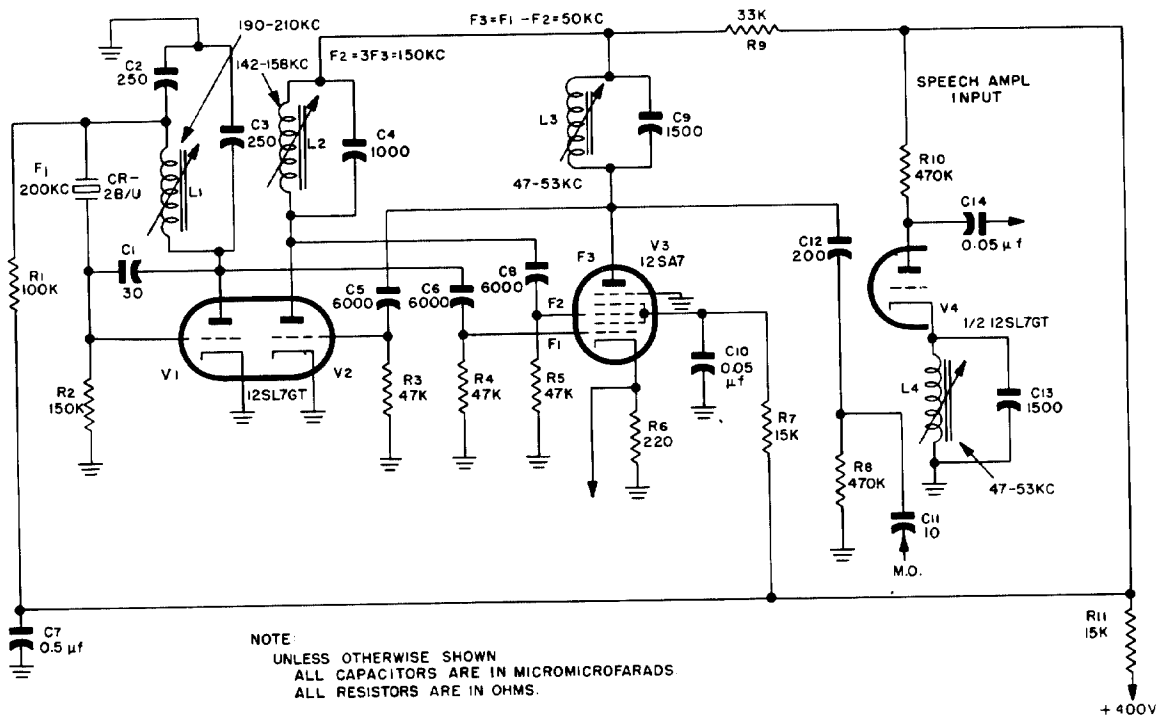 190-210KC
F3=F1 -F2=50KC
33K
R9
F2=3F3=150KC
142-158KC
C2
250
C3
250
L2
C4
1000
L3
C9
1500
SPEECH AMPL
INPUT
F1
200KC
CR-
2B/U
L1
47-53KC
R10
470K
C14
0.05 μf
C1
30
R1
100K
C5
6000
C6
6000
C8
6000
F3
V3
12SA7
F2
F1
C12
200
V4
1/2 12SL7GT
V1
12SL7GT
V2
R2
150K
R3
47K
R4
47K
R5
47K
C10
0.05
μf
R6
220
R7
15K
L4
C13
1500
47-53KC
R8
470K
C11
10
M.O.
C7
0.5 μf
R11
15K
+400V
NOTE:
UNLESS OTHERWISE SHOWN
ALL CAPACITORS ARE IN MICROMICROFARADS.
ALL RESISTORS ARE IN OHMS.